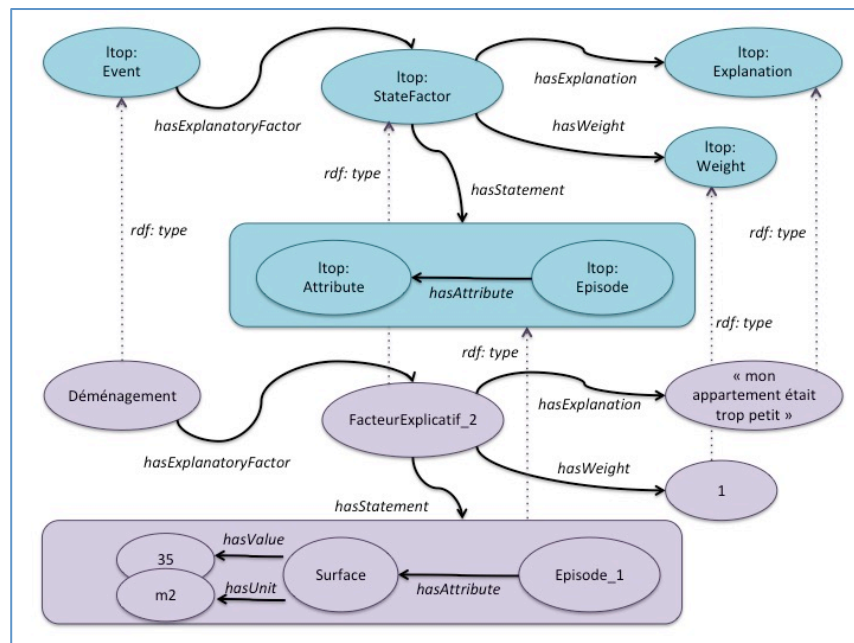 ltop:
Event
ltop:
StateFactor
hasExplanation
ltop:
Explanation
hasExplanatoryFactor
hasWeight
ltop:
Weight
rdf: type
hasStatement
rdf: type
rdf: type
ltop:
Attribute
hasAttribute
ltop:
Episode
rdf: type
rdf: type
Déménagement
FacteurExplicatif_2
hasExplanation
« mon
appartement était
trop petit »
hasExplanatoryFactor
hasWeight
1
hasStatement
35
hasValue
m2
hasUnit
Surface
hasAttribute
Episode_1